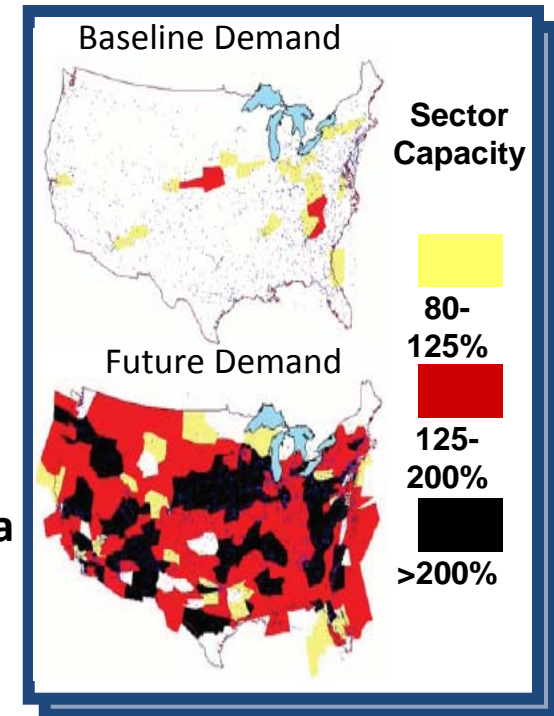 Baseline Demand
Sector
Capacity
80-
125%
Future Demand
125-
200%
a
>200%